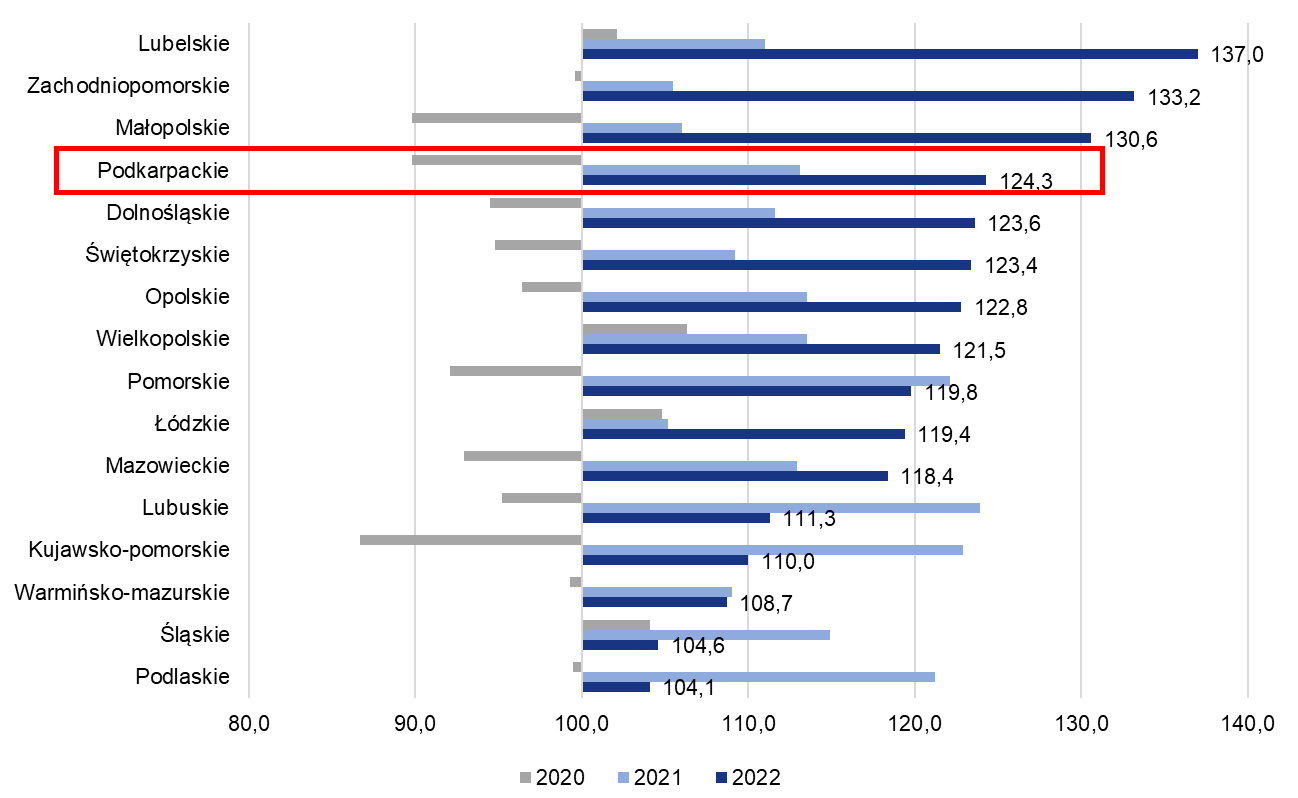 Lubelskie 137,0
Zachodniopomorskie 133,2
Małopolskie 130,6
Podkarpackie 124,3
Dolnośląskie 123,6
Świętokrzyskie 123,4
Opolskie 122,8
Wielkopolskie 121,5
Pomorskie 119,8
Łódzkie 119,4
Mazowieckie 118,4
Lubuskie 111,3
Kujawsko-pomorskie 110,0
Warmińsko-mazurskie 108,7
Śląskie 104,6
Podlaskie 104,1
80,0 90,0 100,0 110,0 120,0 130,0 140,0
2020 2021 2022